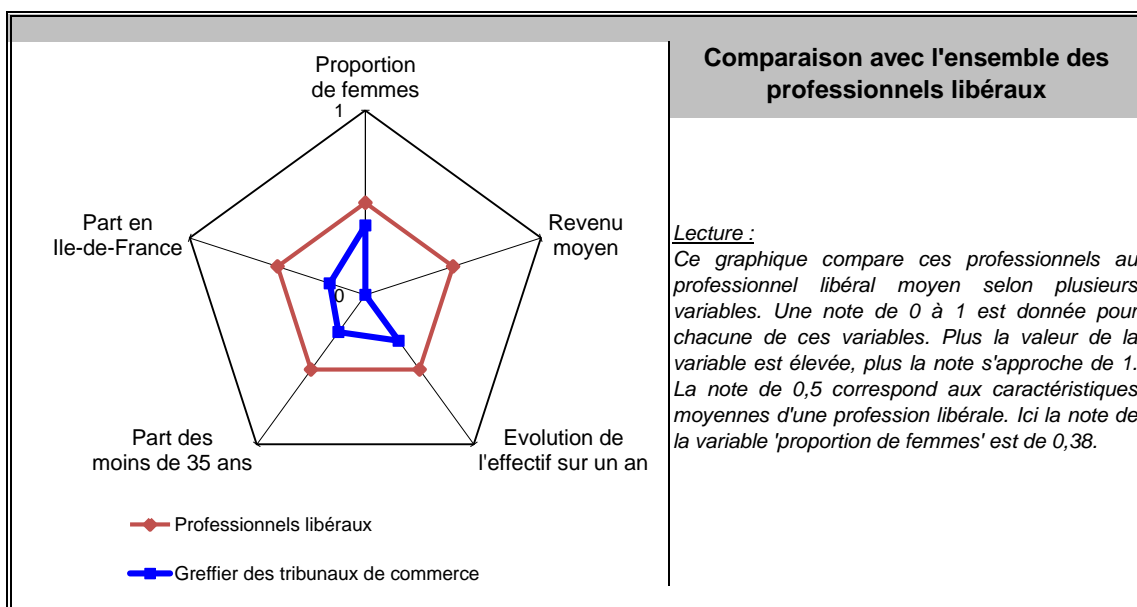 Comparaison avec l'ensemble des
professionnels libéraux
Proportion
de femmes
1
Part en
Ile-de-France
Revenu
moyen
0
Part des
moins de 35 ans
Evolution de
l'effectif sur un an
Professionnels libéraux
Greffier des tribunaux de commerce
Lecture :
Ce graphique compare ces professionnels au
professionnel libéral moyen selon plusieurs
variables. Une note de 0 à 1 est donnée pour
chacune de ces variables. Plus la valeur de la
variable est élevée, plus la note s'approche de 1.
La note de 0,5 correspond aux caractéristiques
moyennes d'une profession libérale. Ici la note de
la variable 'proportion de femmes' est de 0,38.